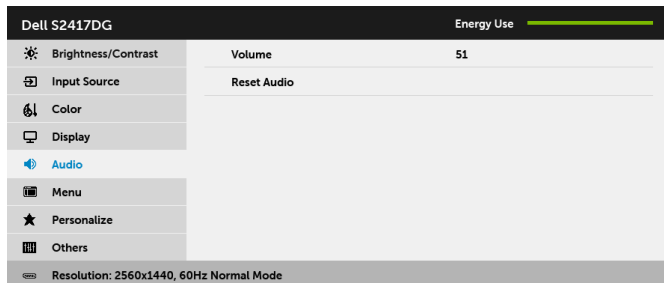 Dell S2417DG Energy Use
Brightness/Contrast Volume 51
Input Source Reset Audio
Color
Display
Audio
Menu
Personalize
Others
Resolution: 2560x1440, 60Hz Normal Mode